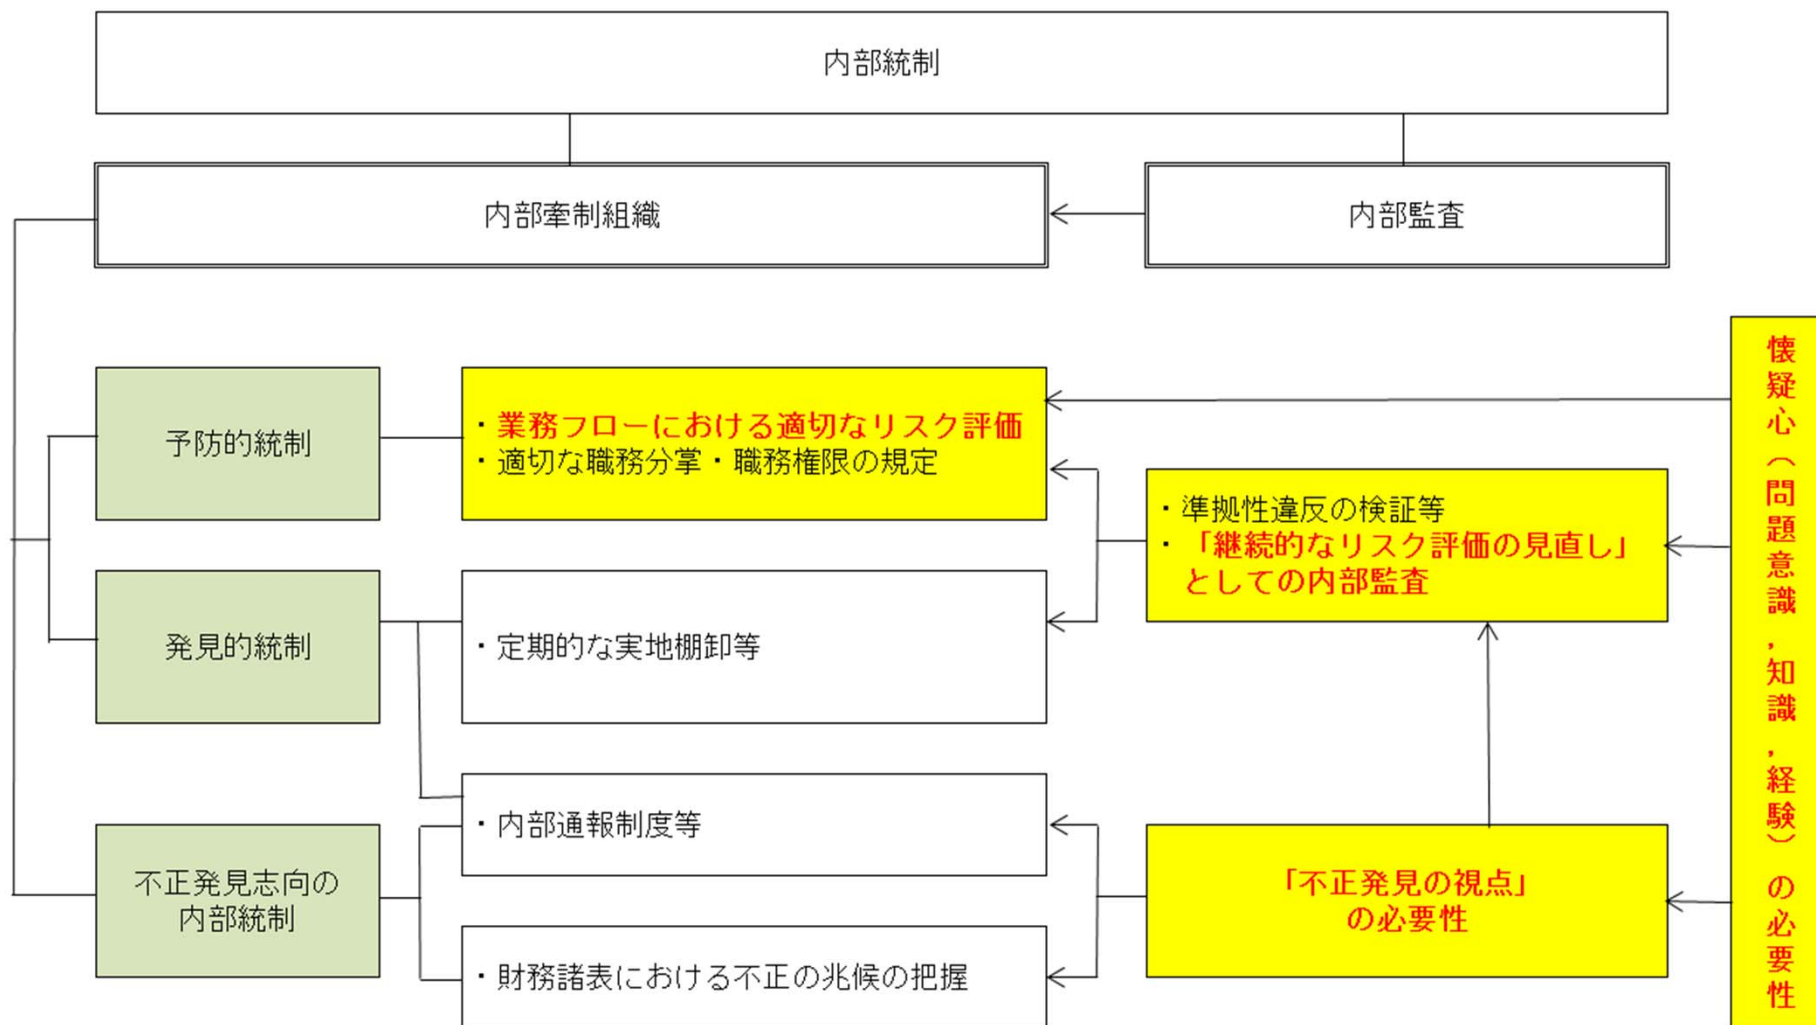 内部統制
内部牽制組織
内部監査
予防的統制
・業務フローにおける適切なリスク評価
・適切な職務分掌・職務権限の規定
・準拠性違反の検証等
・「継続的なリスク評価の見直し」
としての内部監査
発見的統制
・定期的な実地棚卸等
・内部通報制度等
不正発見志向の
内部統制
・財務諸表における不正の兆候の把握
「不正発見の視点」
の必要性
懐疑心(問題意識,知識,経験)の必要性